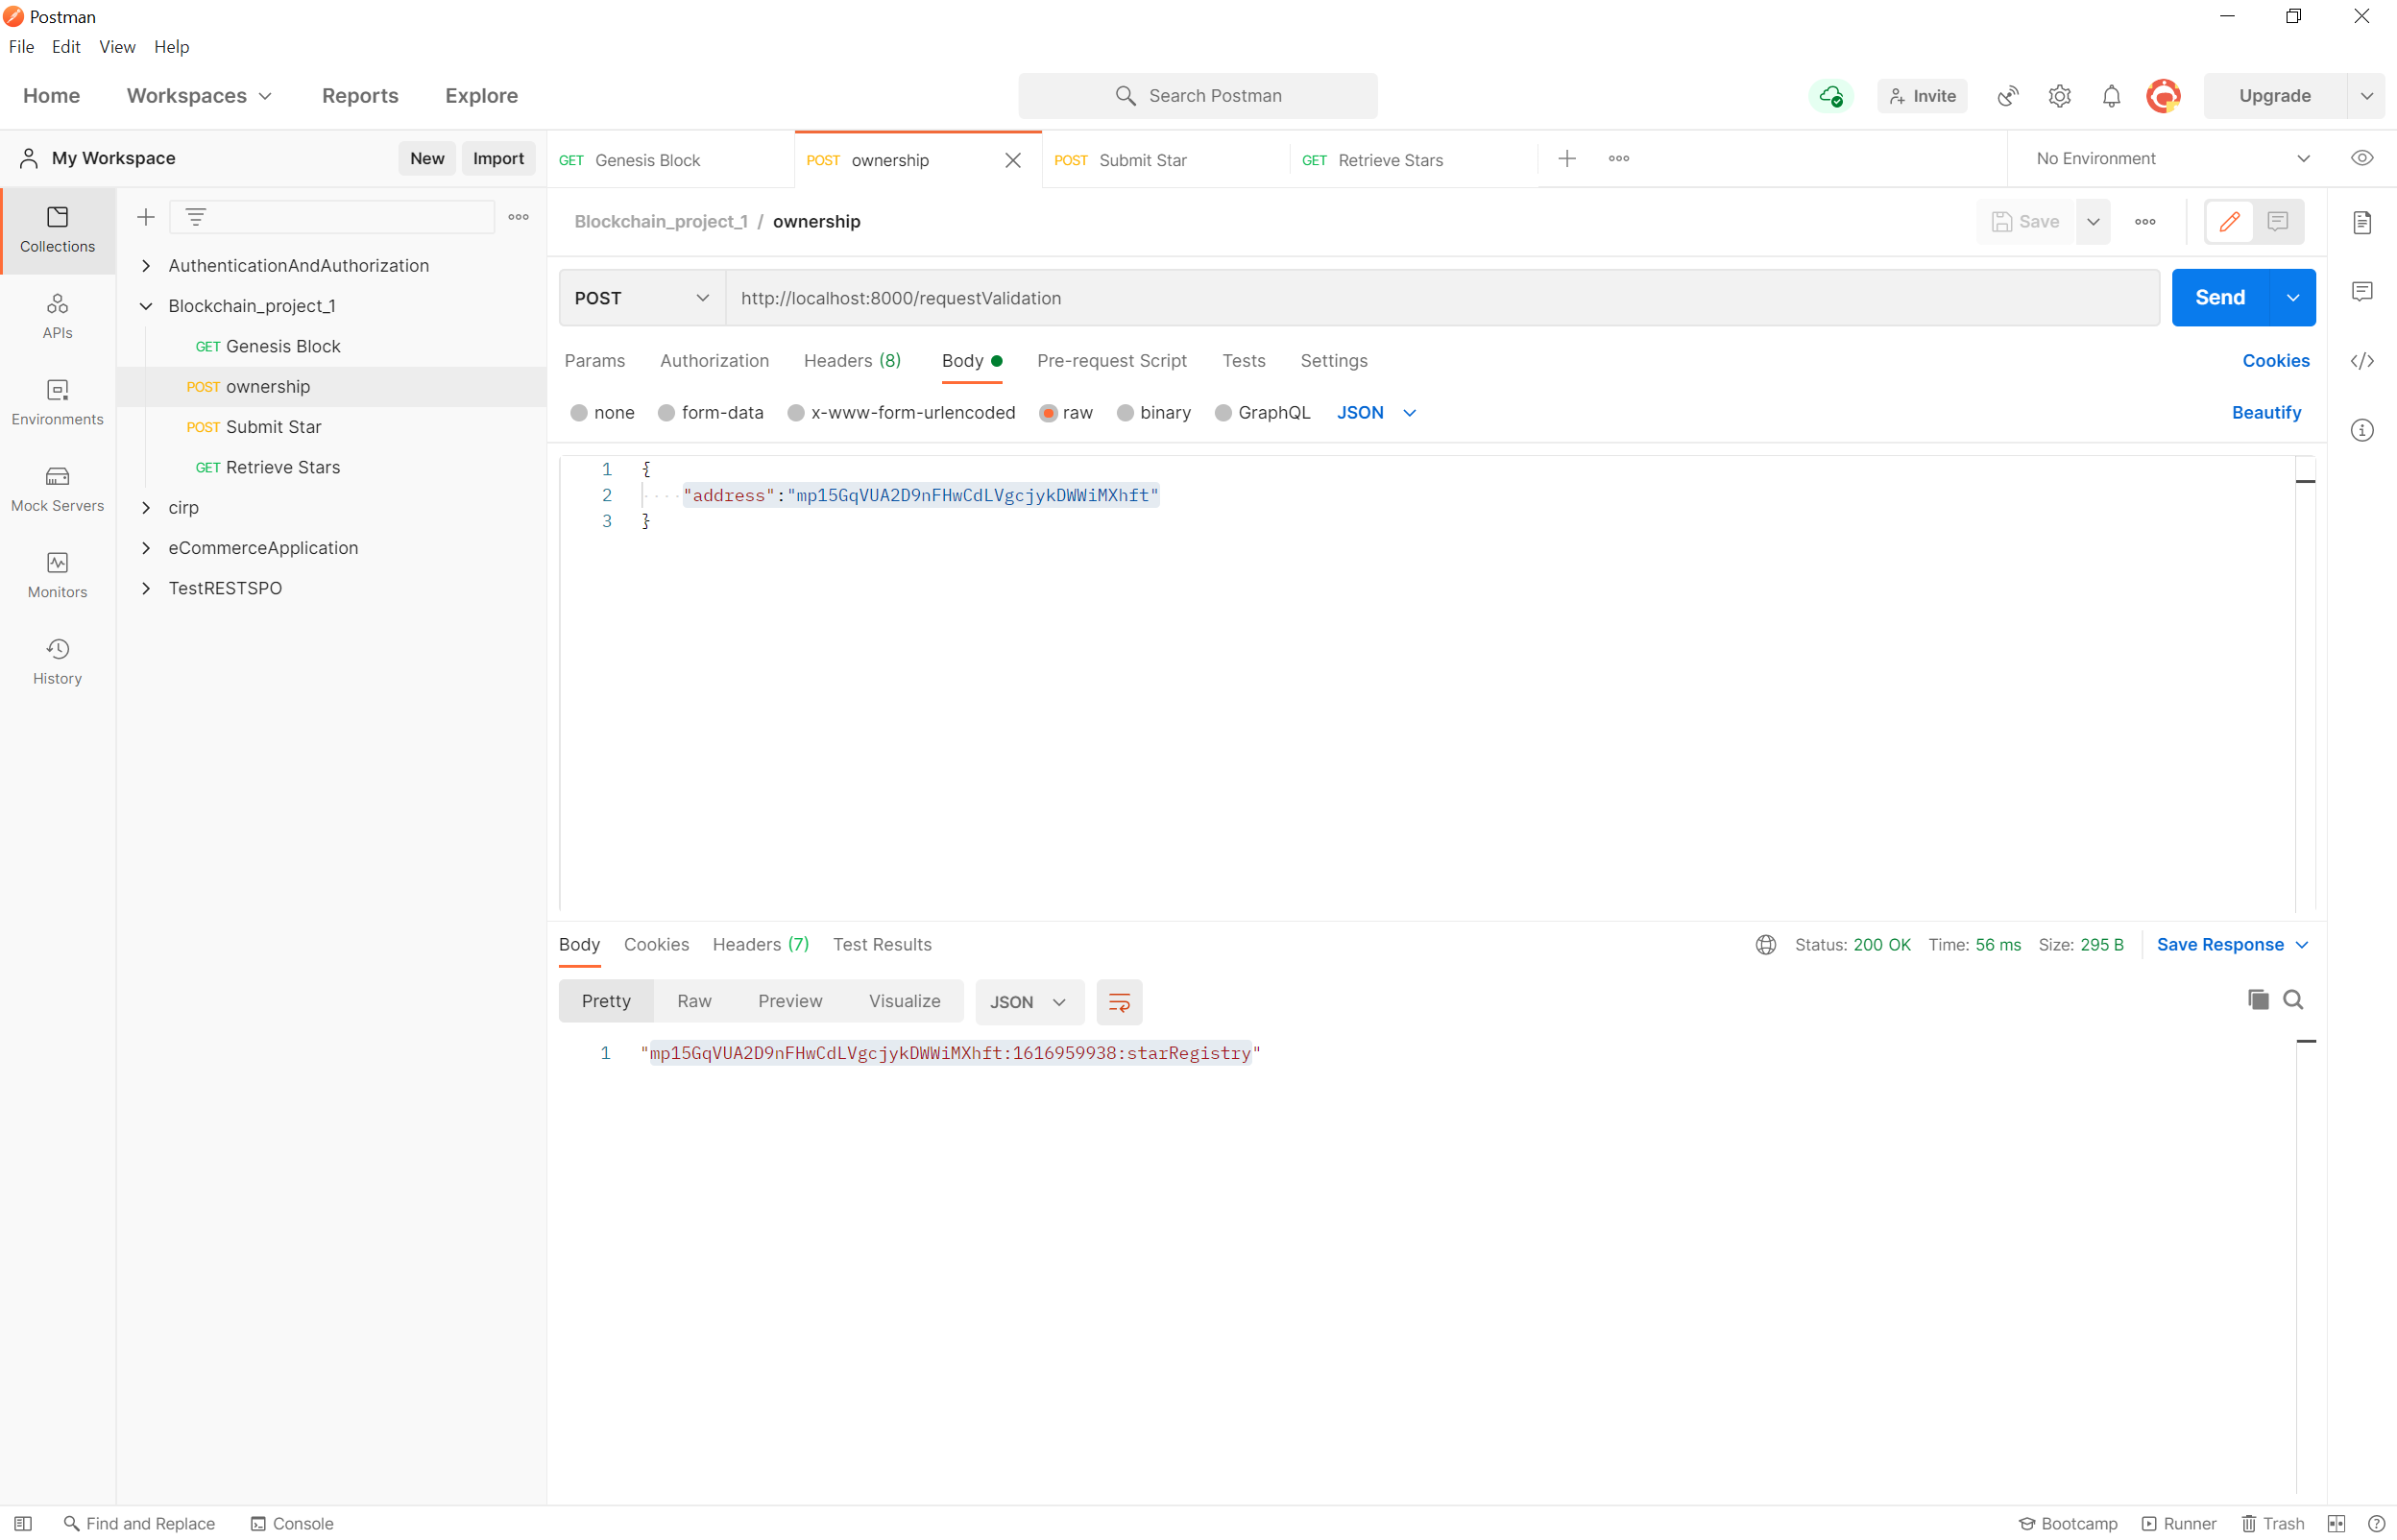 Postman
File Edit View Help
Home Workspaces Reports Explore Search Postman Invite Upgrade
My Workspace New Import GET Genesis Block POST ownership POST Submit Star GET Retrieve Stars No Environment
Collections
APIs
Environments
Mock Servers
Monitors
History
AuthenticationAndAuthorization
Blockchain_project_1
GET Genesis Block
POST ownership
POST Submit Star
GET Retrieve Stars
cirp
eCommerceApplication
TestRESTSPO
Blockchain_project_1 / ownership Save
POST http://localhost:8000/requestValidation Send
Params Authorization Headers (8) Body Pre-request Script Tests Settings Cookies
none form-data x-www-form-urlencoded raw binary GraphQL JSON Beautify
1 {
2 "address":"mp15GqVUA2D9nFHwCdLVgcjykDWWiMXhft"
3 }
Body Cookies Headers (7) Test Results Status: 200 OK Time: 56 ms Size: 295 B Save Response
Pretty Raw Preview Visualize JSON
1 "mp15GqVUA2D9nFHwCdLVgcjykDWWiMXhft:1616959938:starRegistry"
Find and Replace Console Bootcamp Runner Trash